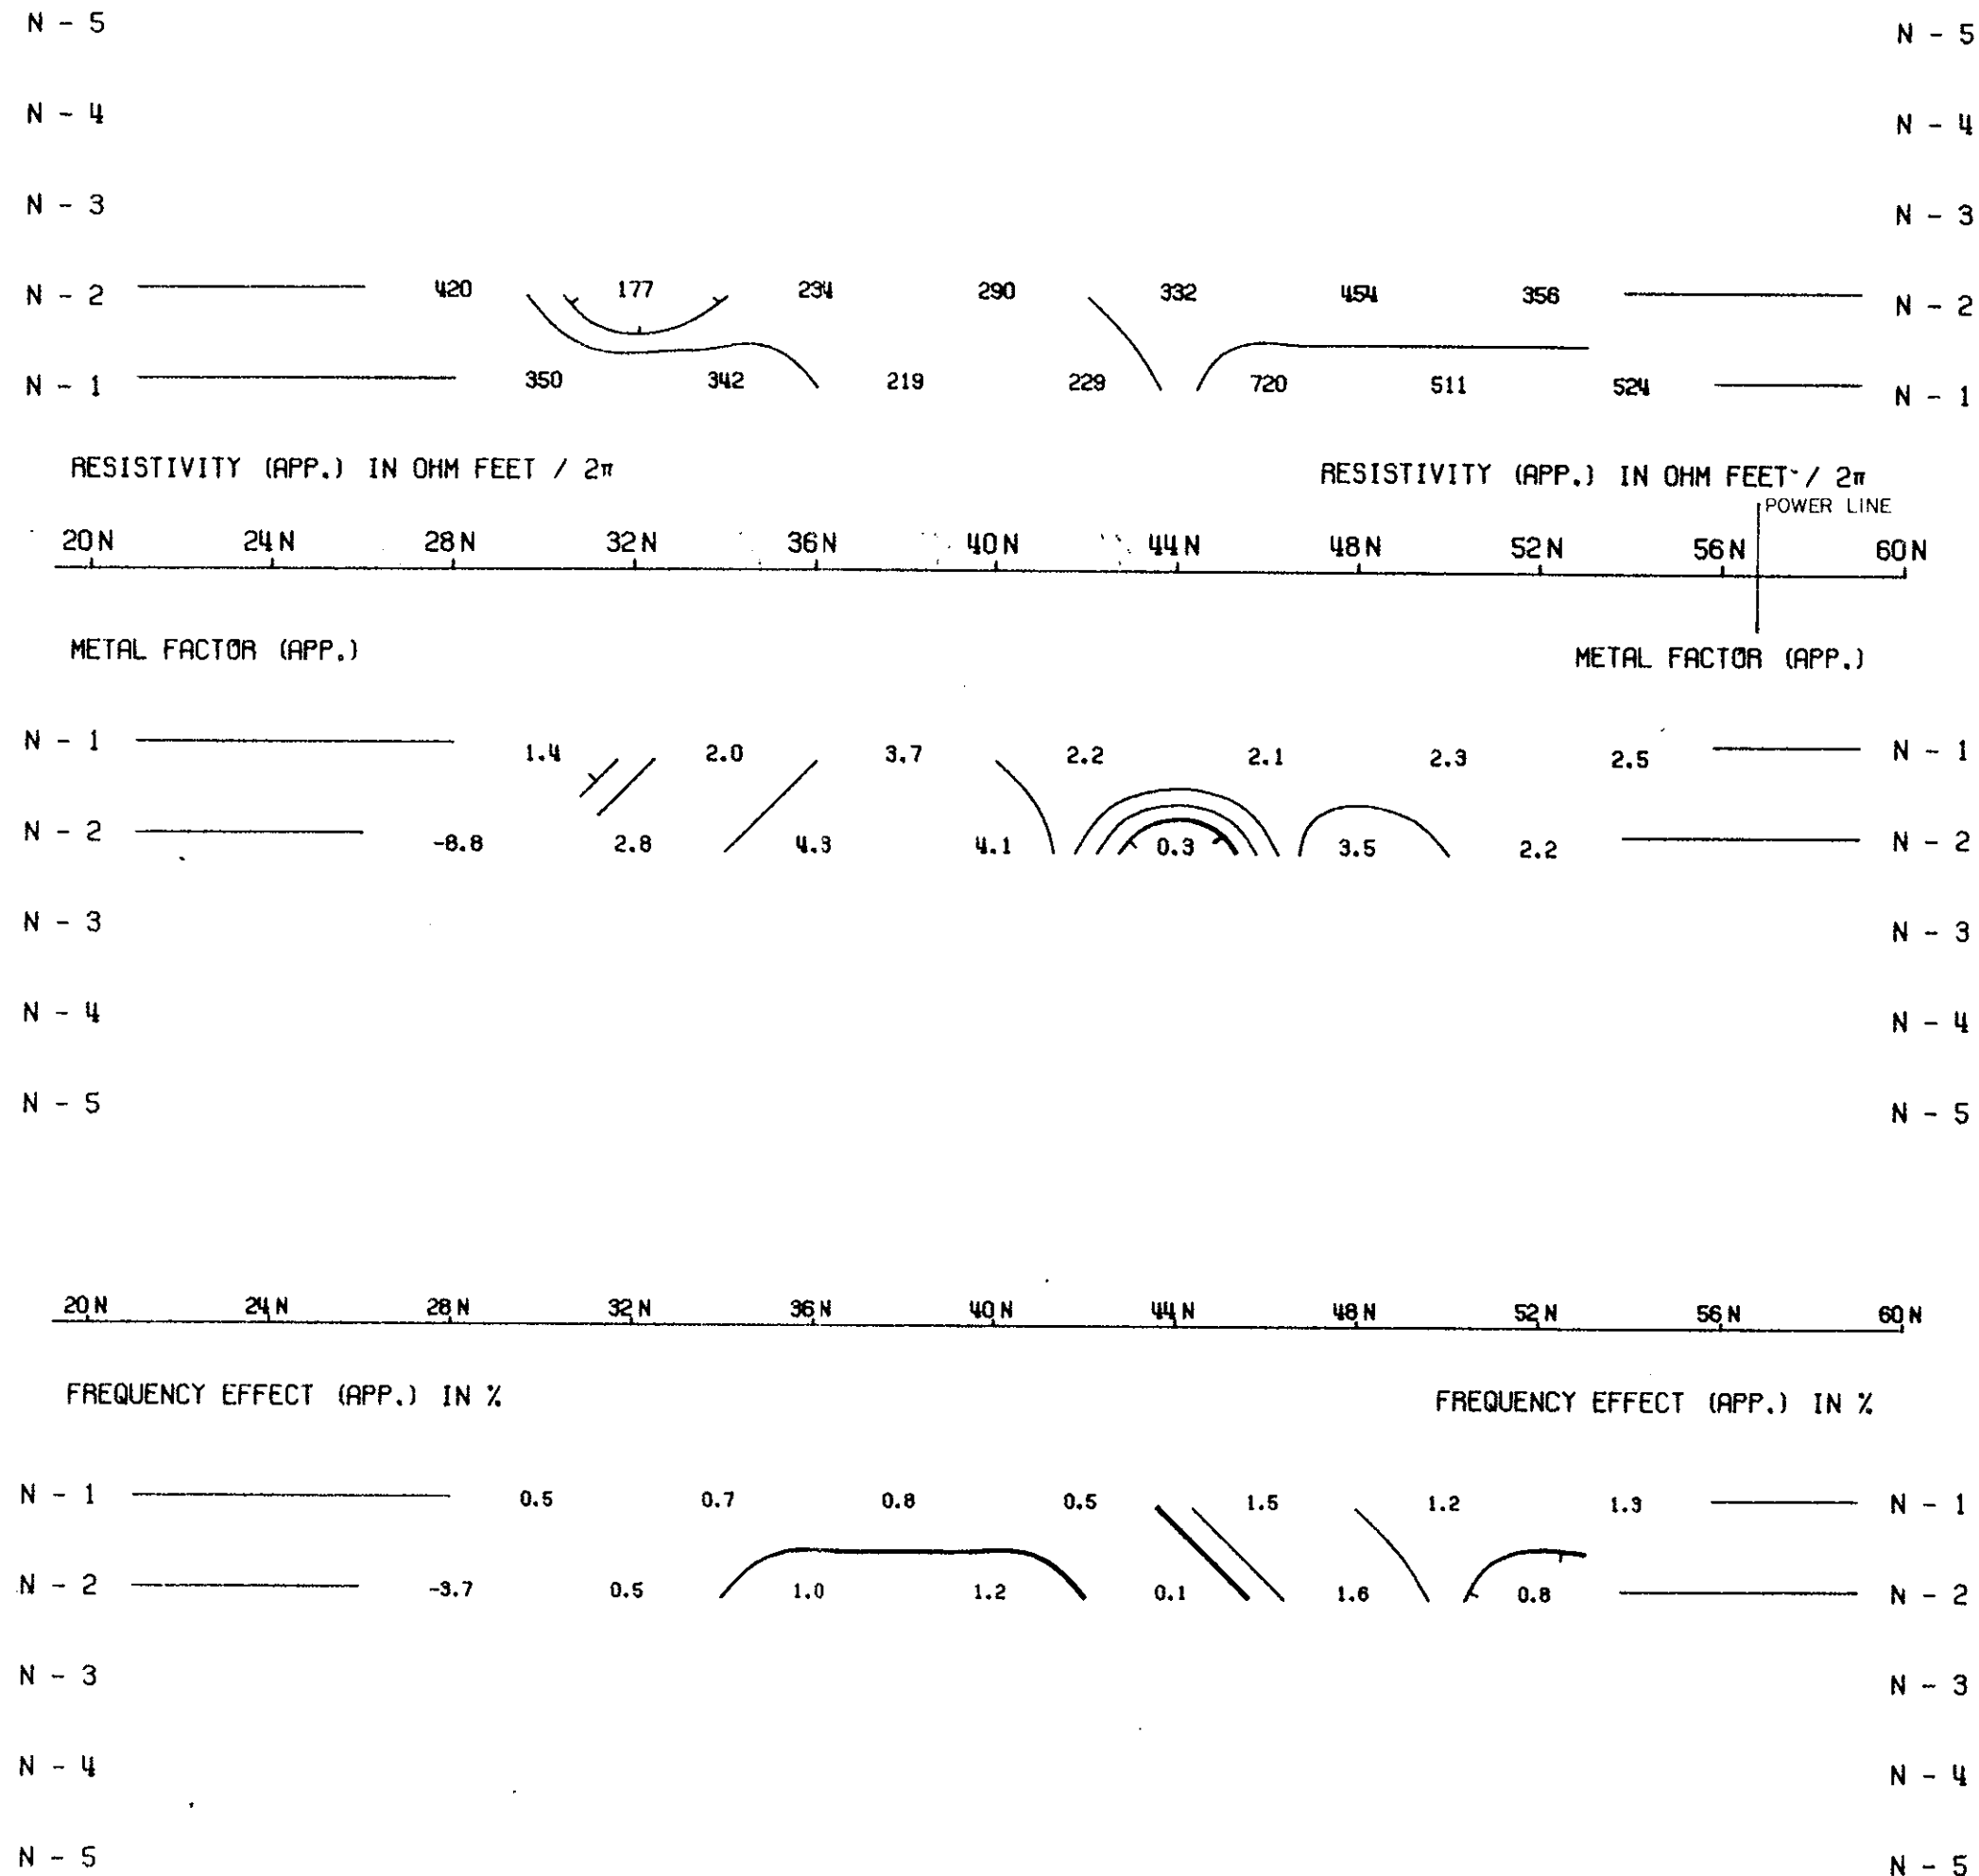 N - 5 N - 5
N - 4 N - 4
N - 3 N - 3
N - 2 420 177 234 290 332 454 356 N - 2
N - 1 350 342 219 229 720 511 524 N - 1
RESISTIVITY (APP.) IN OHM FEET / 2π RESISTIVITY (APP.) IN OHM FEET / 2π
POWER LINE
20N 24N 28N 32N 36N 40N 44N 48N 52N 56N 60N
METAL FACTOR (APP.) METAL FACTOR (APP.)
N - 1 1.4 2.0 3.7 2.2 2.1 2.3 2.5 N - 1
N - 2 -8.8 2.8 4.3 4.1 0.3 3.5 2.2 N - 2
N - 3 N - 3
N - 4 N - 4
N - 5 N - 5
20N 24N 28N 32N 36N 40N 44N 48N 52N 56N 60N
FREQUENCY EFFECT (APP.) IN % FREQUENCY EFFECT (APP.) IN %
N - 1 0.5 0.7 0.8 0.5 1.5 1.2 1.3 N - 1
N - 2 -3.7 0.5 1.0 1.2 0.1 1.6 0.8 N - 2
N - 3 N - 3
N - 4 N - 4
N - 5 N - 5